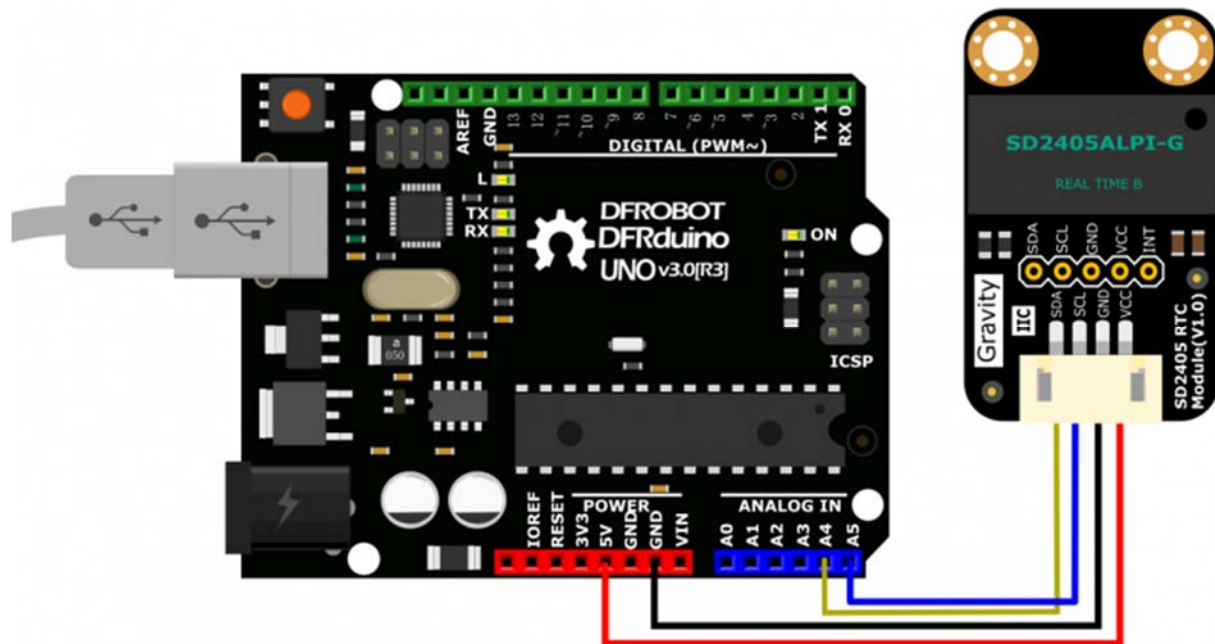 AREF
GND
13
12
~11
~10
~9
8
7
~6
~5
4
~3
2
TX 1
RX 0
DIGITAL (PWM~)
L
TX
RX
DFROBOT
DFRduino
UNO v3.0[R3]
ON
ICSP
a
050
POWER
ANALOG IN
IOREF
RESET
3V3
5V
GND
GND
VIN
A0
A1
A2
A3
A4
A5
SD2405ALPI-G
REAL TIME B
SDA
SCL
GND
VCC
INT
SDA
SCL
GND
VCC
IIC
Gravity
SD2405 RTC
Module(V1.0)